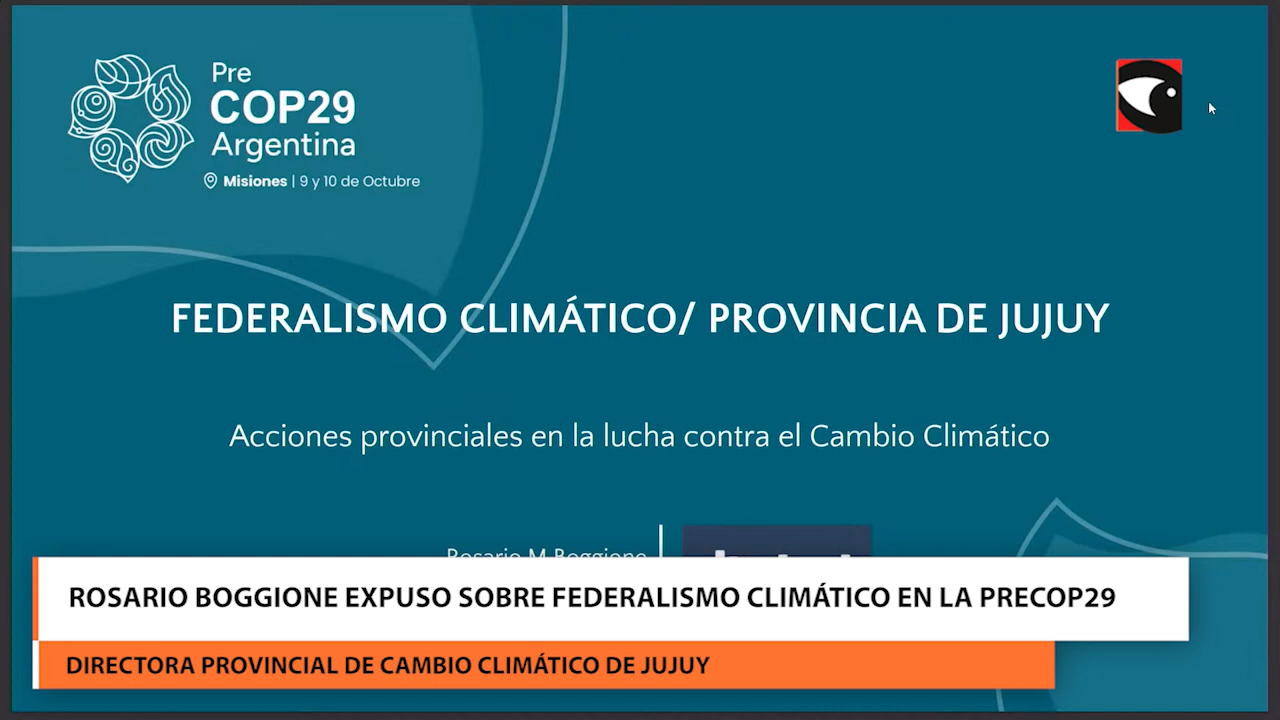 Pre
COP29
Argentina
Misiones | 9 y 10 de Octubre
FEDERALISMO CLIMÁTICO/ PROVINCIA DE JUJUY
Acciones provinciales en la lucha contra el Cambio Climático
Rosario M Boggione
ROSARIO BOGGIONE EXPUSO SOBRE FEDERALISMO CLIMÁTICO EN LA PRECOP29
DIRECTORA PROVINCIAL DE CAMBIO CLIMÁTICO DE JUJUY